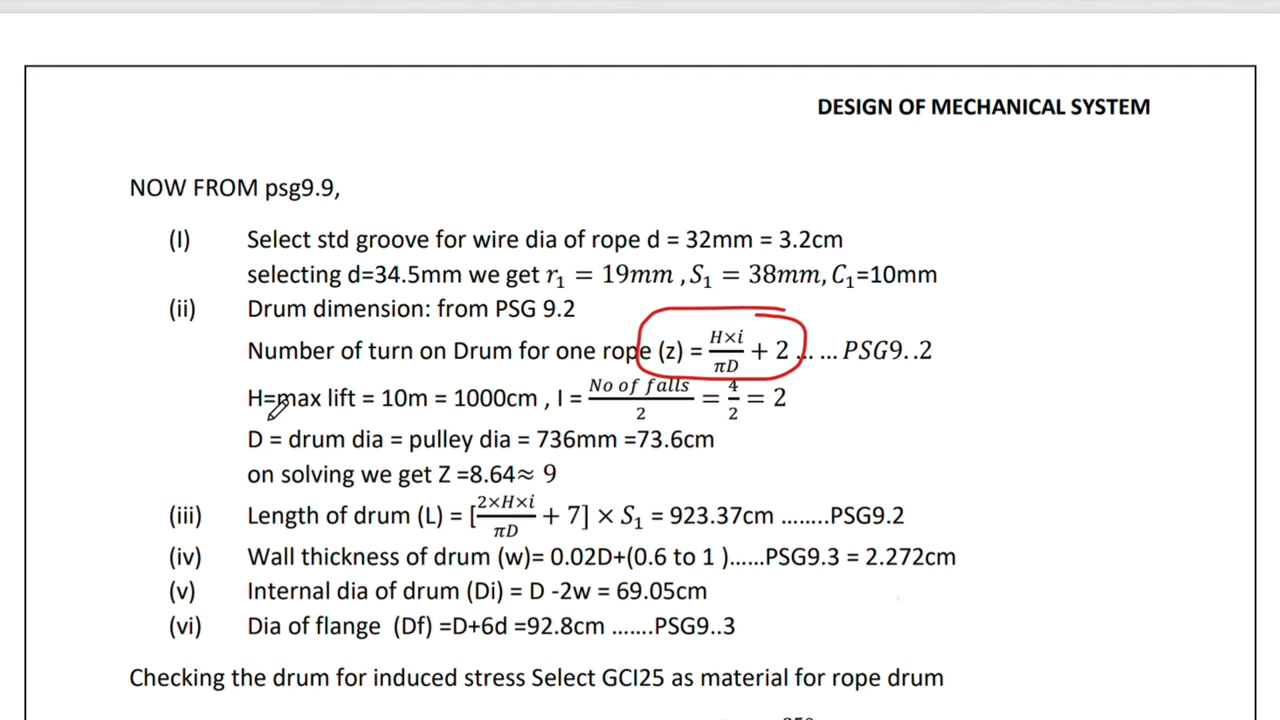 DESIGN OF MECHANICAL SYSTEM
NOW FROM psg9.9,
(I) Select std groove for wire dia of rope d = 32mm = 3.2cm
selecting d=34.5mm we get r₁ = 19mm , S₁ = 38mm, C₁=10mm
(ii) Drum dimension: from PSG 9.2
Number of turn on Drum for one rope (z) = H×i/πD + 2 ... ... PSG9. .2
H=max lift = 10m = 1000cm , I = No of falls/2 = 4/2 = 2
D = drum dia = pulley dia = 736mm =73.6cm
on solving we get Z =8.64≈ 9
(iii) Length of drum (L) = [2×H×i/πD + 7] × S₁ = 923.37cm ........PSG9.2
(iv) Wall thickness of drum (w)= 0.02D+(0.6 to 1 )......PSG9.3 = 2.272cm
(v) Internal dia of drum (Di) = D -2w = 69.05cm
(vi) Dia of flange (Df) =D+6d =92.8cm .......PSG9..3
Checking the drum for induced stress Select GCI25 as material for rope drum